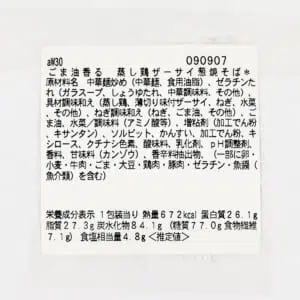 aM30 090907
ごま油香る 蒸し鶏ザーサイ葱焼そば*
原材料名 中華麺炒め（中華麺、食用油脂）、ゼラチンた
れ（ガラスープ、しょうゆたれ、中華調味料、その他）、
具材調味和え（蒸し鶏、薄切り味付ザーサイ、ねぎ、水菜
、その他）、ねぎ調味和え（ねぎ、ごま油、その他）、ご
ま油、水菜／調味料（アミノ酸等）、増粘剤（加工でん粉
、キサンタン）、ソルビット、かんすい、加工でん粉、キ
シロース、クチナシ色素、酸味料、乳化剤、ｐＨ調整剤、
香料、甘味料（カンゾウ）、香辛料抽出物、（一部に卵・
小麦・牛肉・ごま・大豆・鶏肉・豚肉・ゼラチン・魚醤（
魚介類）を含む）
栄養成分表示 １包装当り 熱量672kcal 蛋白質26.1g
脂質27.3g 炭水化物84.1g （糖質77.0g 食物繊維
7.1g） 食塩相当量4.8g <推定値>